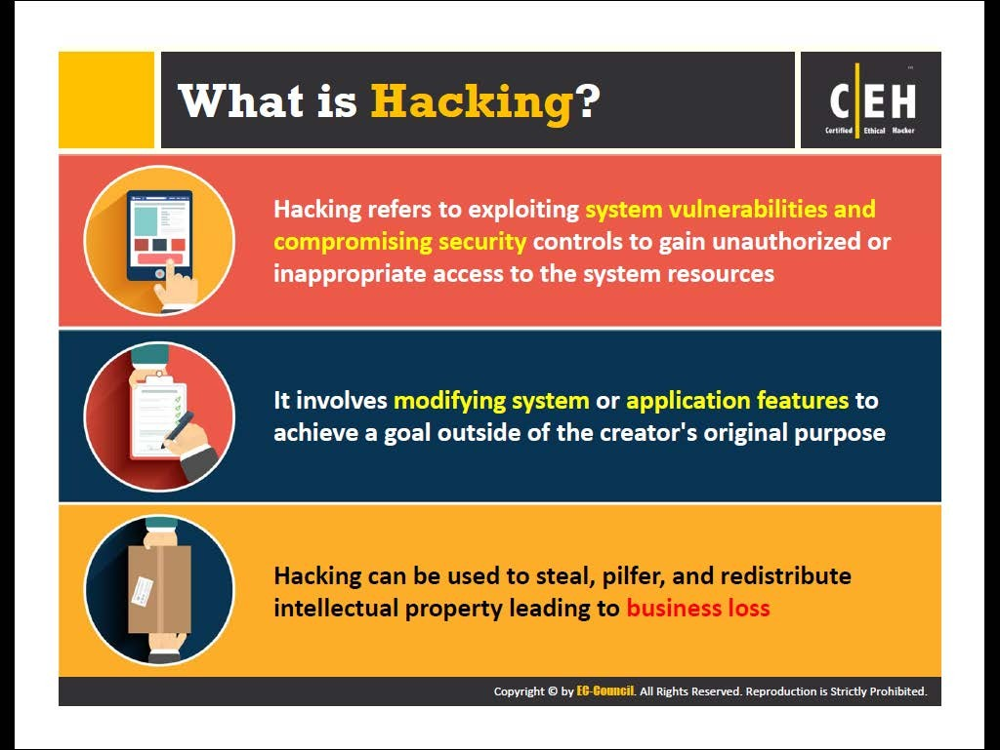 What is Hacking?
C|EH
Certified Ethical Hacker
Hacking refers to exploiting system vulnerabilities and
compromising security controls to gain unauthorized or
inappropriate access to the system resources
It involves modifying system or application features to
achieve a goal outside of the creator's original purpose
Hacking can be used to steal, pilfer, and redistribute
intellectual property leading to business loss
Copyright © by EC-Council. All Rights Reserved. Reproduction is Strictly Prohibited.